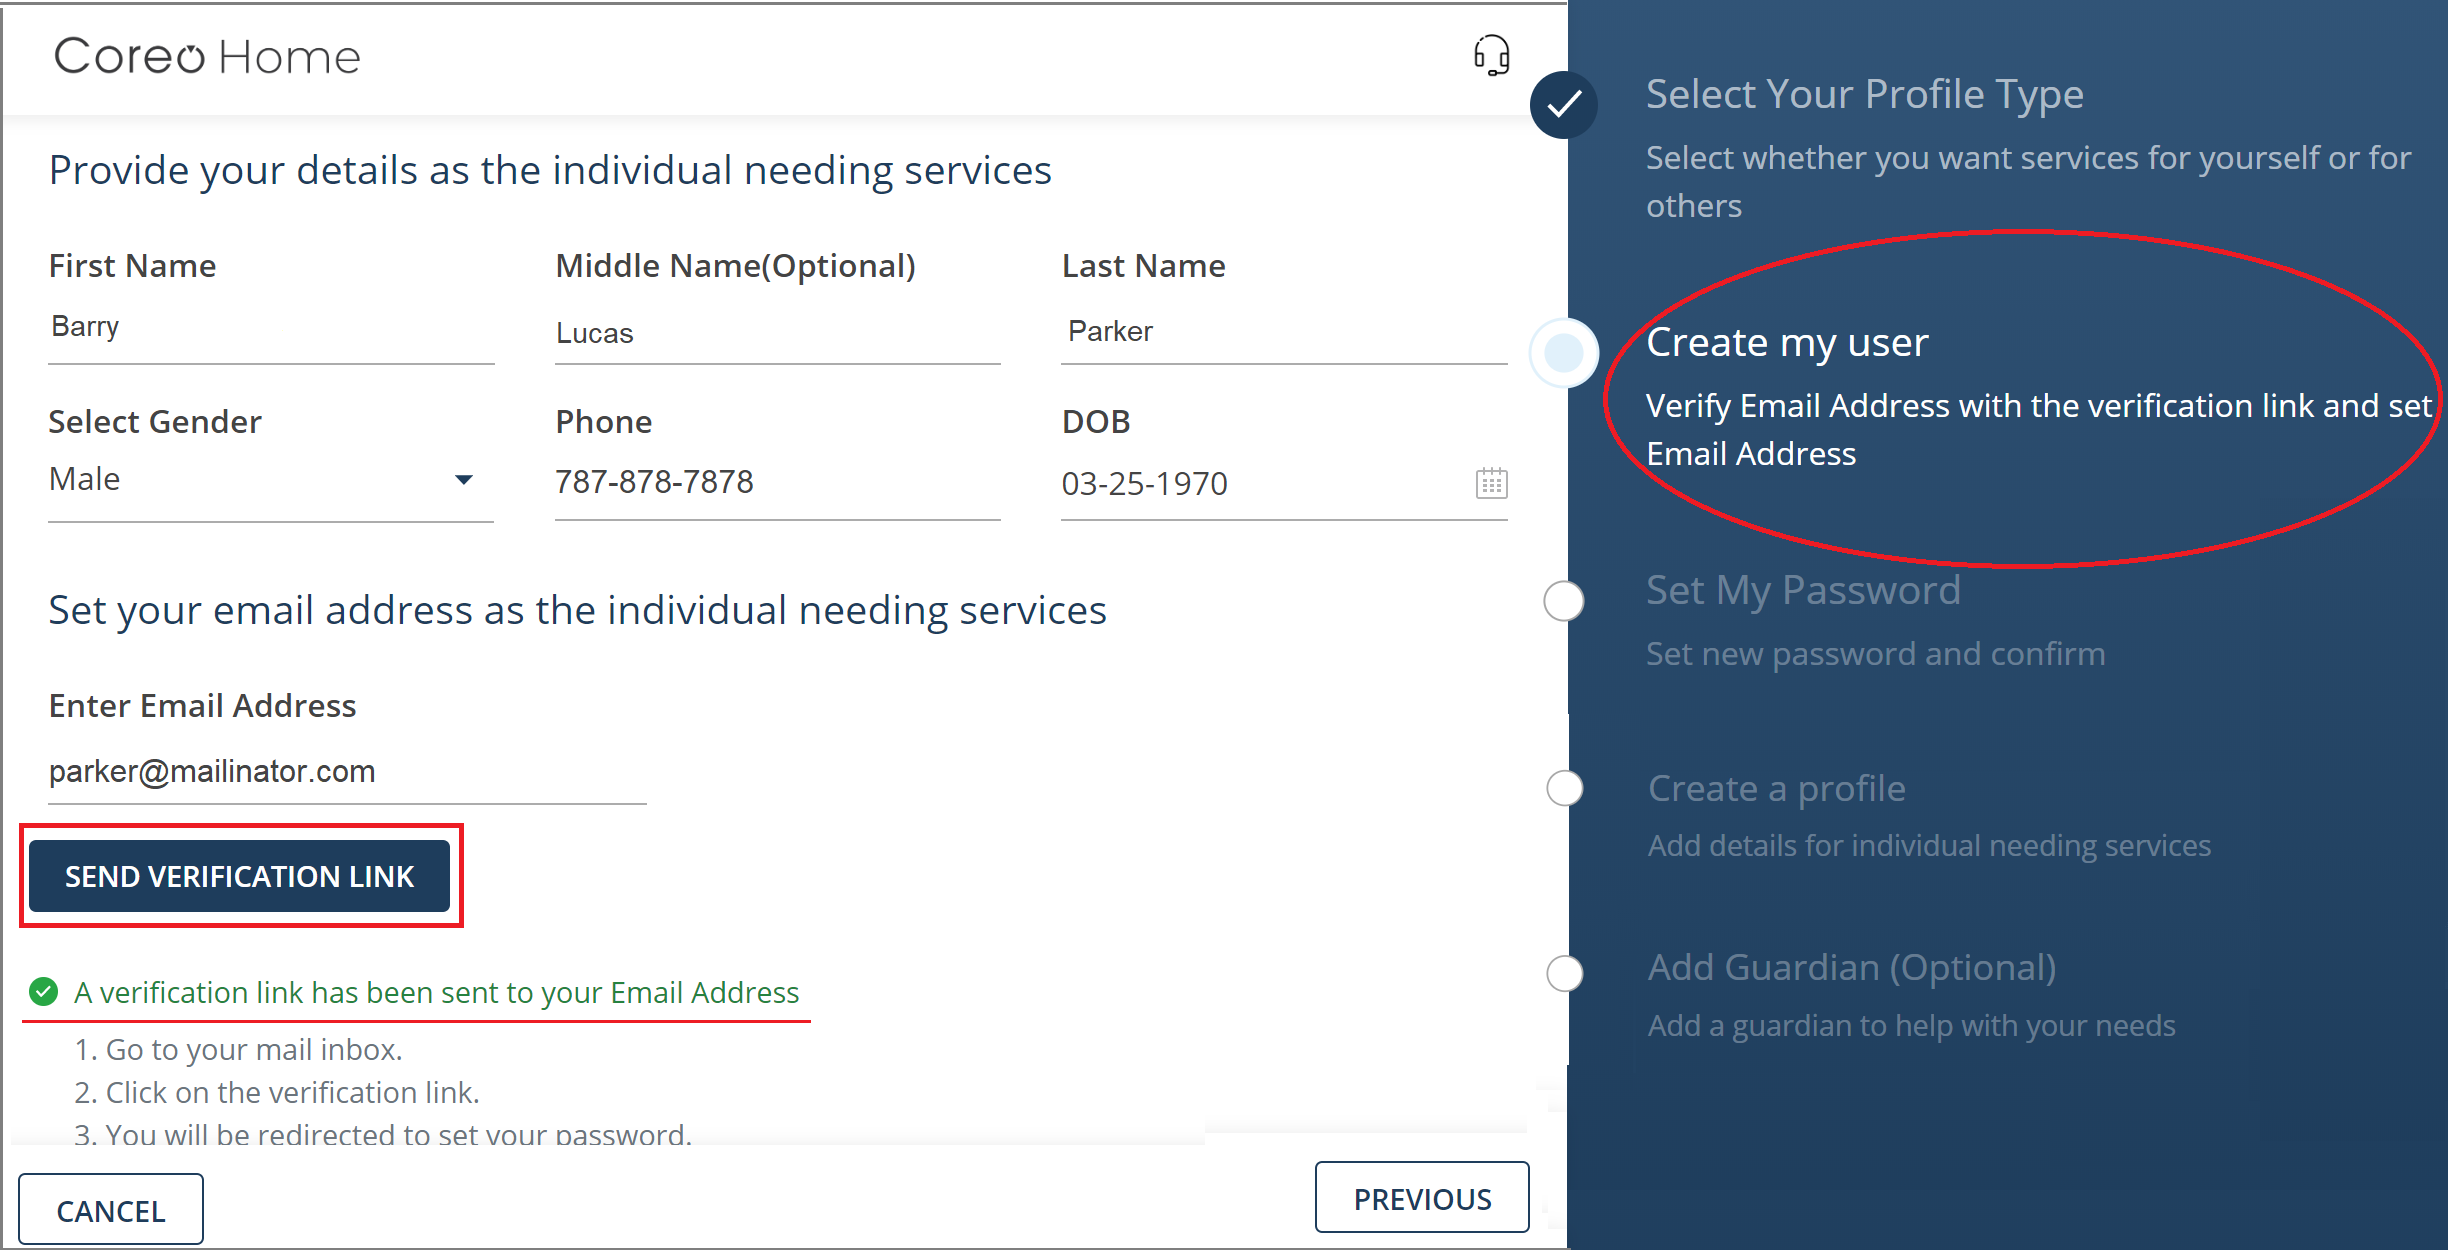 Coreo Home
Provide your details as the individual needing services
First Name
Middle Name(Optional)
Last Name
Barry
Lucas
Parker
Select Gender
Phone
DOB
Male
787-878-7878
03-25-1970
Set your email address as the individual needing services
Enter Email Address
parker@mailinator.com
SEND VERIFICATION LINK
A verification link has been sent to your Email Address
1. Go to your mail inbox.
2. Click on the verification link.
3. You will be redirected to set your password.
CANCEL
PREVIOUS
Select Your Profile Type
Select whether you want services for yourself or for
others
Create my user
Verify Email Address with the verification link and set
Email Address
Set My Password
Set new password and confirm
Create a profile
Add details for individual needing services
Add Guardian (Optional)
Add a guardian to help with your needs